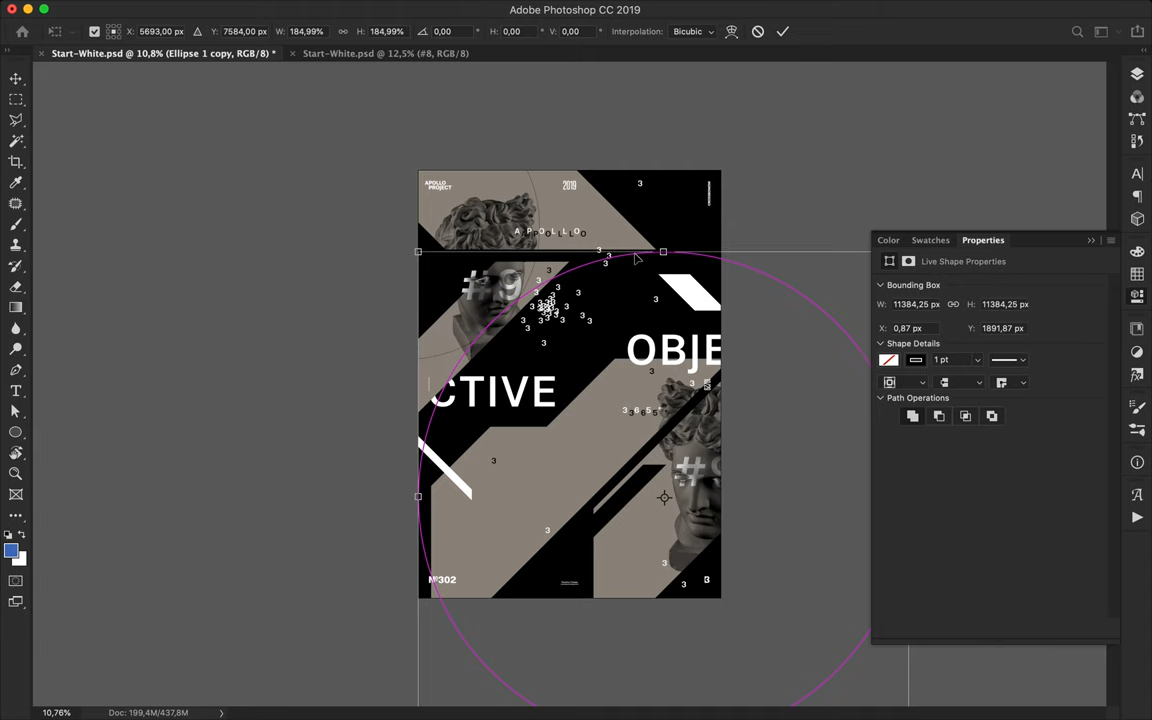 Adobe Photoshop CC 2019
X: 5693,00 px Y: 7584,00 px W: 184,99% H: 184,99% 0,00 ° H: 0,00 ° V: 0,00 ° Interpolation: Bicubic
Start-White.psd @ 10,8% (Ellipse 1 copy, RGB/8) *
Start-White.psd @ 12,5% (#8, RGB/8)
APOLLO
PROJECT
2019
APOLLO
#9
OBJE
CTIVE
365°
#9
№302
3
Color Swatches Properties
Live Shape Properties
Bounding Box
W: 11384,25 px H: 11384,25 px
X: 0,87 px Y: 1891,87 px
Shape Details
1 pt
Path Operations
10,76% Doc: 199,4M/437,8M